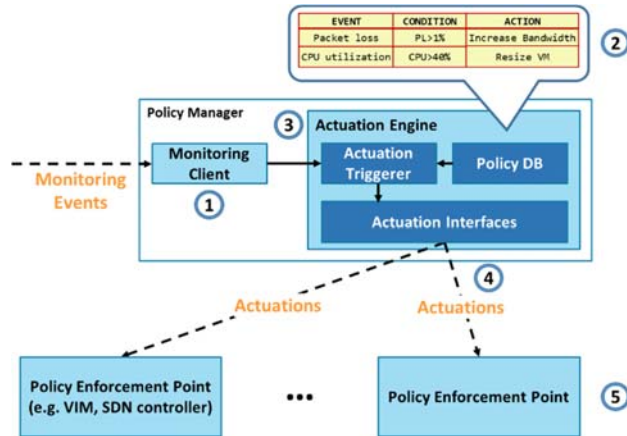 EVENT CONDITION ACTION
Packet loss PL>1% Increase Bandwidth
CPU utilization CPU>40% Resize VM
2
Policy Manager
3
Actuation Engine
Monitoring
Client
Actuation
Triggerer
Policy DB
Monitoring
Events
1
Actuation Interfaces
4
Actuations
Actuations
Policy Enforcement Point
(e.g. VIM, SDN controller)
...
Policy Enforcement Point
5